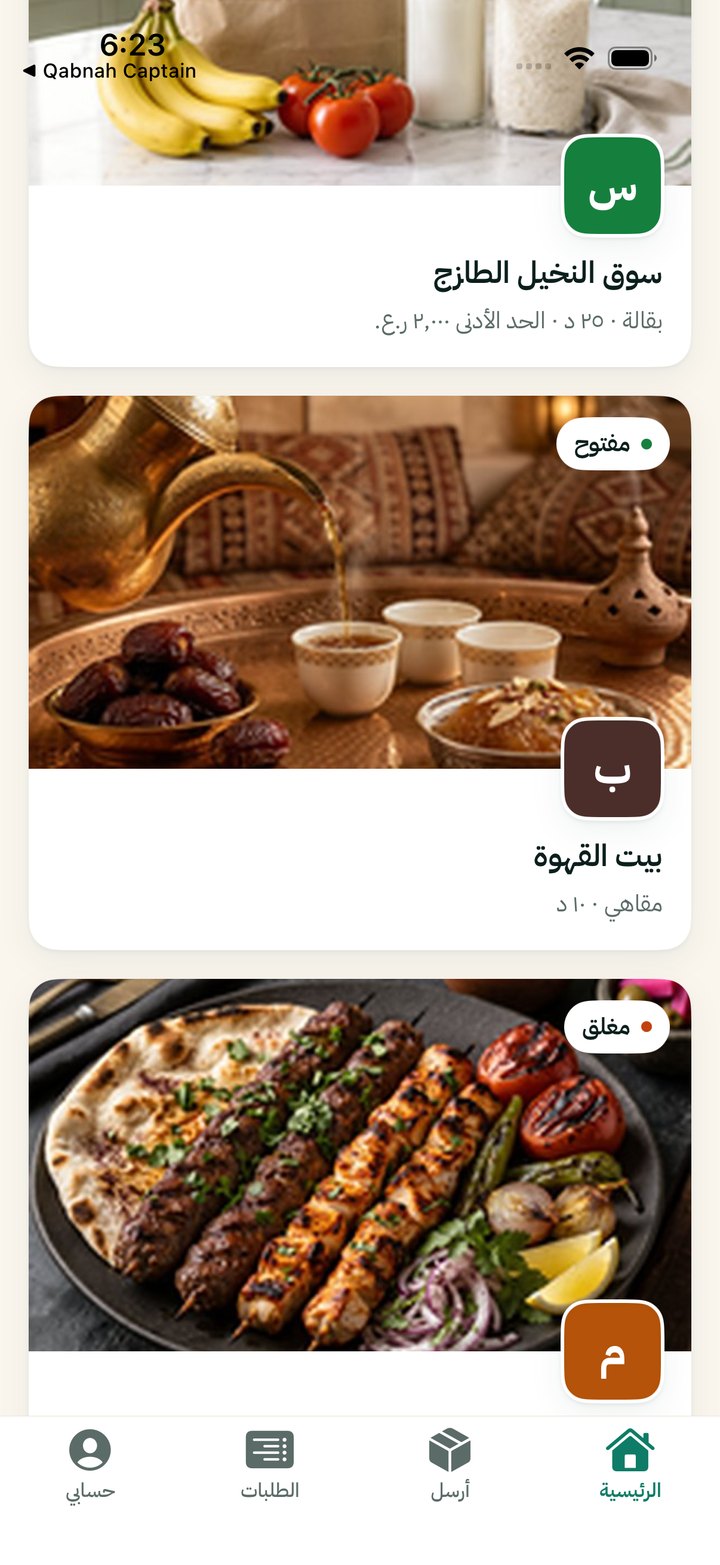 6:23
◀ Qabnah Captain
س
سوق النخيل الطازج
بقالة · ٢٥ د · الحد الأدنى ٢,٠٠٠ ر.ع.
مفتوح
ب
بيت القهوة
مقاهي · ١٠ د
مغلق
م
الرئيسية
أرسل
الطلبات
حسابي